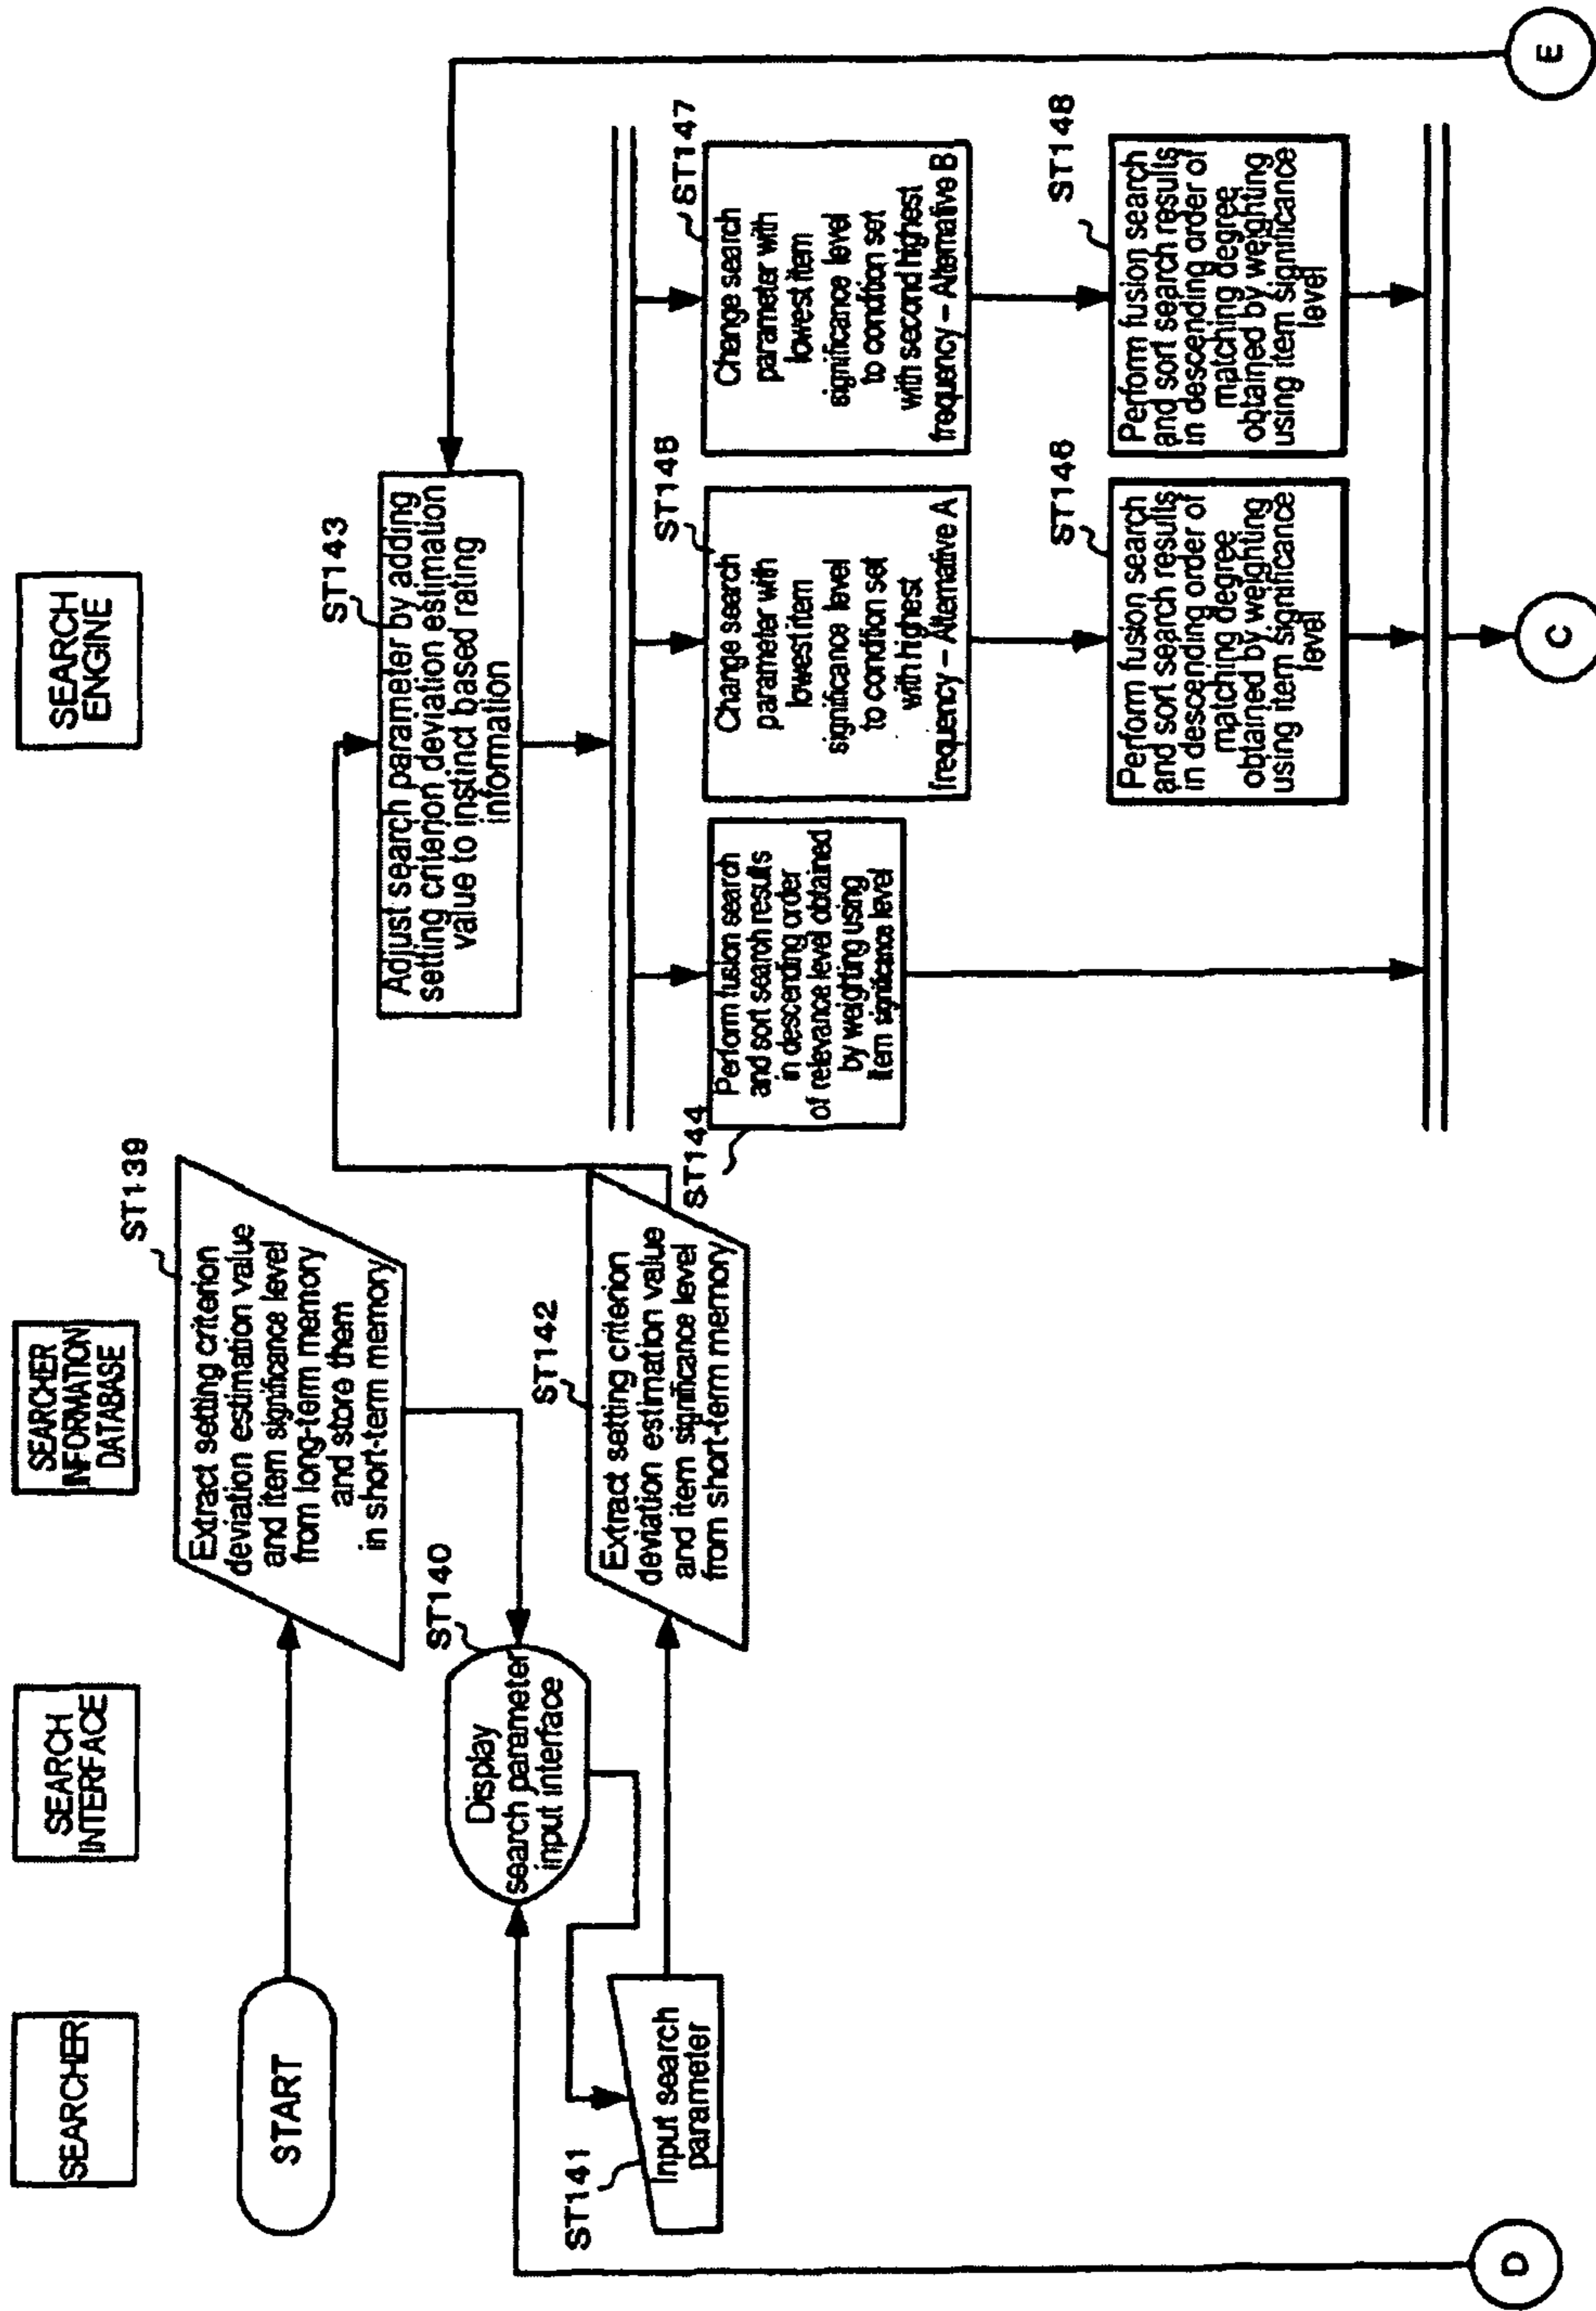 SEARCHER
SEARCH
INTERFACE
SEARCHER
INFORMATION
DATABASE
SEARCH
ENGINE
START
ST139
Extract setting criterion
deviation estimation value
and item significance level
from long-term memory
and store them
in short-term memory
ST140
Display
search parameter
input interface
ST141
Input search
parameter
ST142
Extract setting criterion
deviation estimation value
and item significance level
from short-term memory
ST143
Adjust search parameter by adding
setting criterion deviation estimation
value to instinct based rating
information
ST144
Perform fusion search
and sort search results
in descending order
of relevance level obtained
by weighting using
item significance level
ST145
Change search
parameter with
lowest item
significance level
to condition set
with highest
frequency – Alternative A
ST147
Change search
parameter with
lowest item
significance level
to condition set
with second highest
frequency – Alternative B
ST146
Perform fusion search
and sort search results
in descending order of
matching degree
obtained by weighting
using item significance
level
ST148
Perform fusion search
and sort search results
in descending order of
matching degree
obtained by weighting
using item significance
level
D
C
E